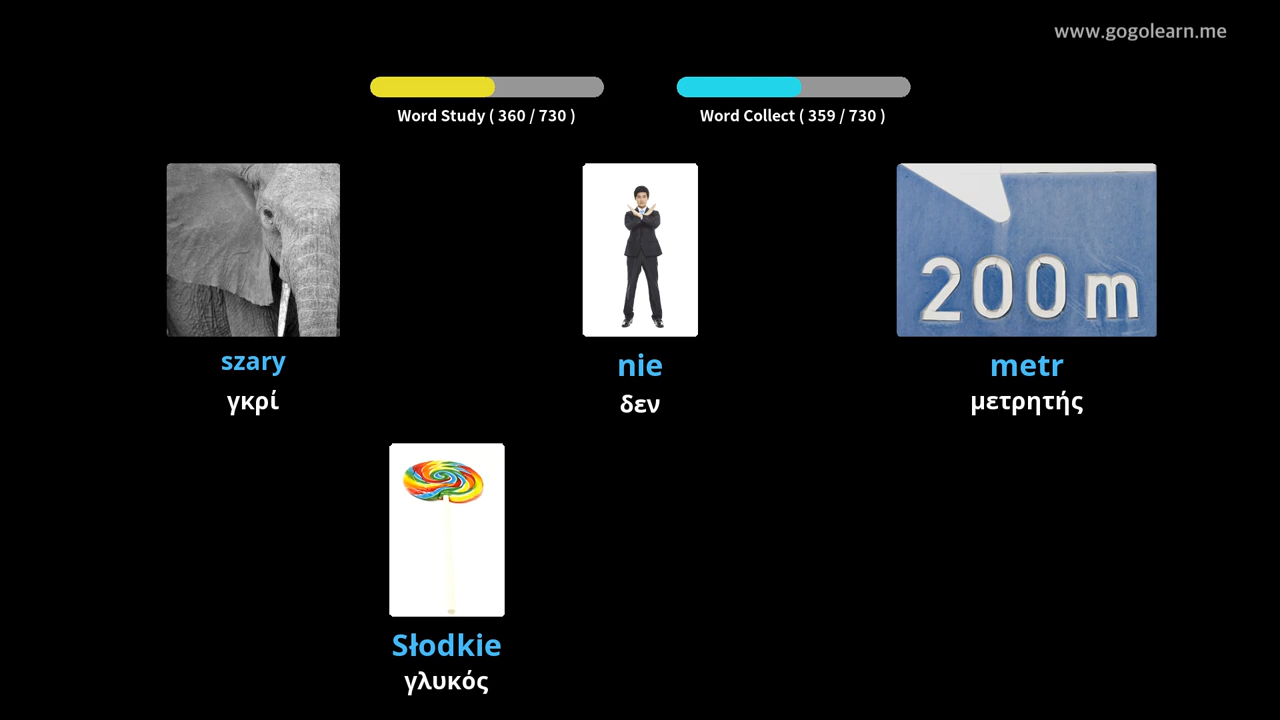 www.gogolearn.me
Word Study ( 360 / 730 )
Word Collect ( 359 / 730 )
200 m
szary
nie
metr
γκρί
δεν
μετρητής
Słodkie
γλυκός